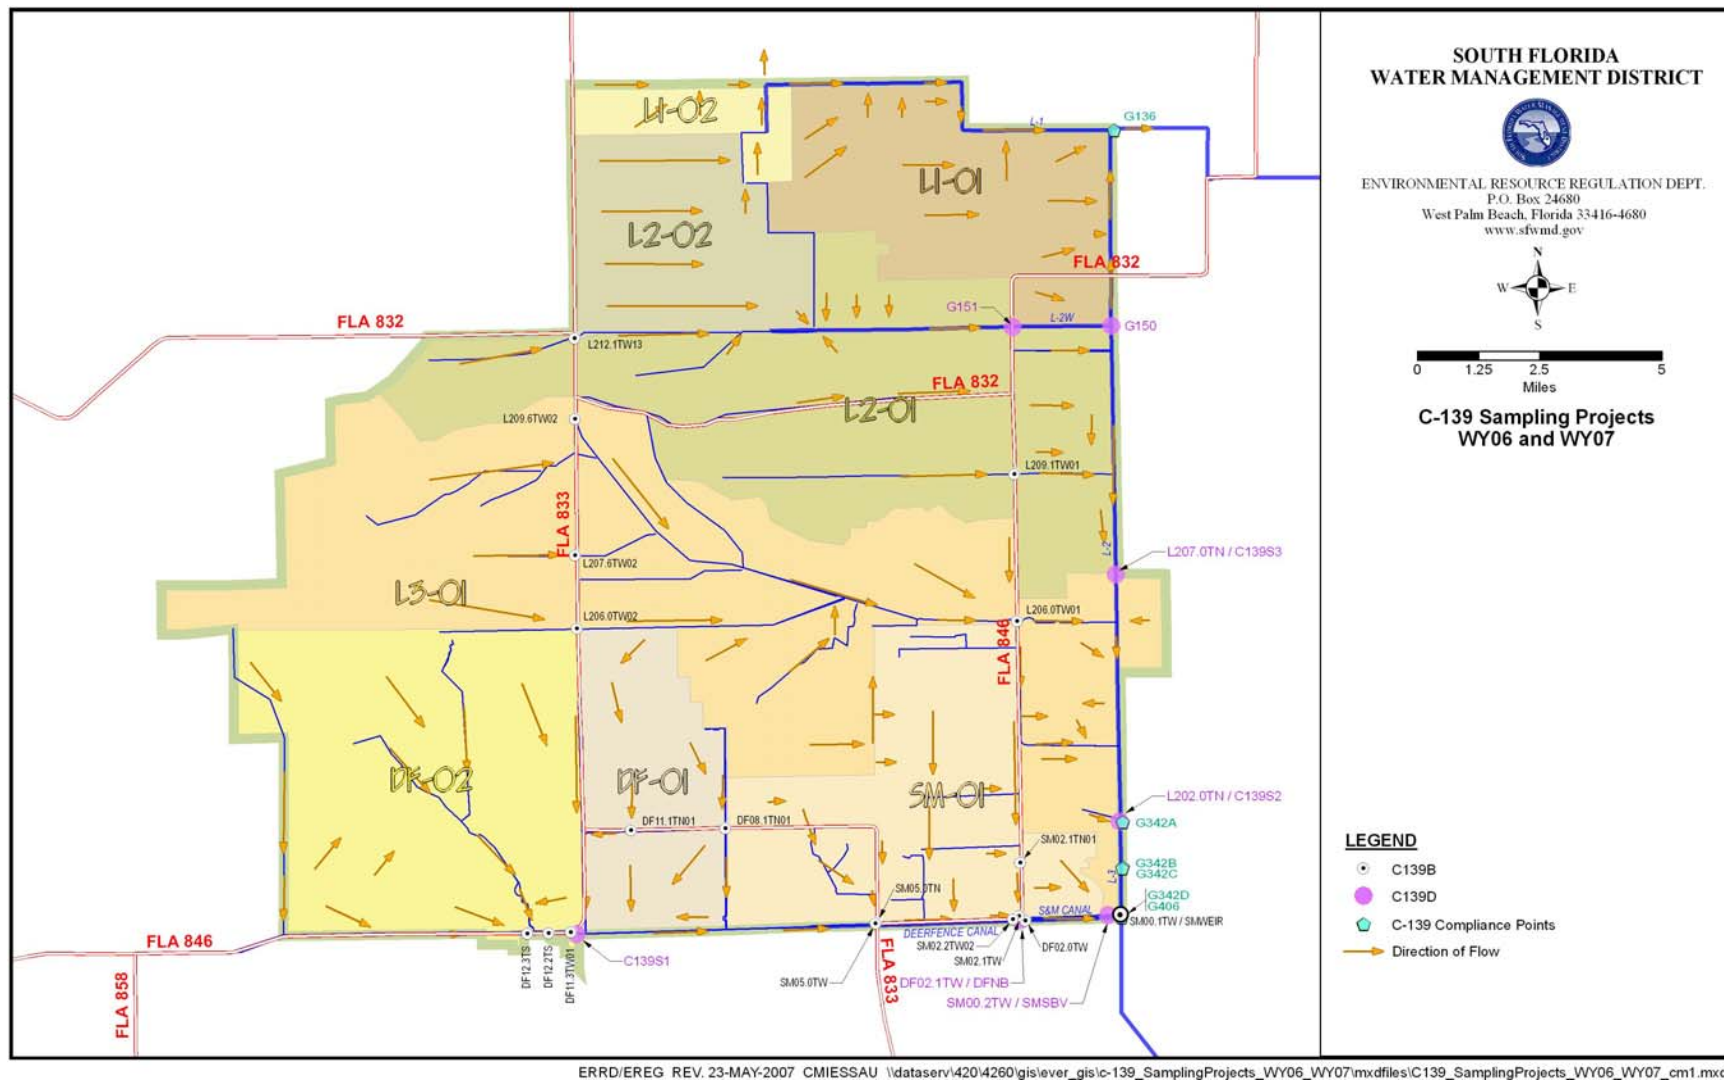 SOUTH FLORIDA
WATER MANAGEMENT DISTRICT
ENVIRONMENTAL RESOURCE REGULATION DEPT.
P.O. Box 24680
West Palm Beach, Florida 33416-4680
www.sfwmd.gov
N
W E
S
0 1.25 2.5 5
Miles
C-139 Sampling Projects
WY06 and WY07
LEGEND
C139B
C139D
C-139 Compliance Points
Direction of Flow
L1-02
L-1
G136
L1-01
L2-02
FLA 832
FLA 832
G151
L-2W
G150
L212.1TW13
FLA 832
L2-01
L209.6TW02
L209.1TW01
FLA 833
L-2
L207.0TN / C139S3
L207.6TW02
L3-01
L206.0TW02
L206.0TW01
FLA 846
DF-02
DF-01
SM-01
L202.0TN / C139S2
G342A
DF11.1TN01
DF08.1TN01
SM02.1TN01
G342B
G342C
L-3
SM05.0TN
G342D
G406
S&M CANAL
SM00.1TW / SMWEIR
DEERFENCE CANAL
FLA 846
SM02.2TW02
DF02.0TW
SM02.1TW
C139S1
DF12.3TS
DF12.2TS
DF11.3TW01
SM05.0TW
FLA 833
DF02.1TW / DFNB
SM00.2TW / SMSBV
FLA 858
ERRD/EREG REV. 23-MAY-2007 CMIESSAU \\dataserv\420\4260\gis\ever_gis\c-139_SamplingProjects_WY06_WY07\mxdfiles\C139_SamplingProjects_WY06_WY07_cm1.mxd